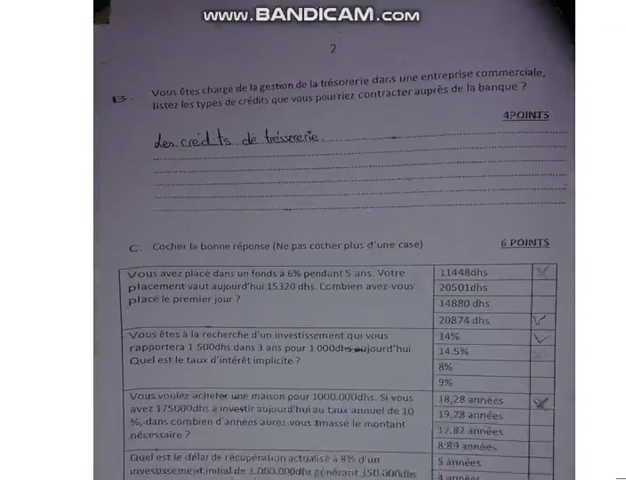 www.BANDICAM.com
2
B. Vous êtes chargé de la gestion de la trésorerie dans une entreprise commerciale,
listez les types de crédits que vous pourriez contracter auprès de la banque ?
4POINTS
Les crédits de trésorerie
C. Cocher la bonne réponse (Ne pas cocher plus d'une case)
6 POINTS
Vous avez placé dans un fonds à 6% pendant 5 ans. Votre
placement vaut aujourd'hui 15320 dhs. Combien avez-vous
placé le premier jour ?
11448dhs
20501dhs
14880 dhs
20874 dhs
Vous êtes à la recherche d'un investissement qui vous
rapportera 1 500dhs dans 3 ans pour 1 000dhs aujourd'hui.
Quel est le taux d'intérêt implicite ?
14%
14.5%
8%
9%
Vous voulez acheter une maison pour 1000.000dhs. Si vous
avez 175000dhs à investir aujourd'hui au taux annuel de 10
%, dans combien d'années aurez-vous amassé le montant
nécessaire ?
18,28 années
19,28 années
17.82 années
8.89 années
Quel est le délai de récupération actualisé à 8% d'un
investissement initial de 1.000.000dhs générant 350.000dhs
5 années
4 années